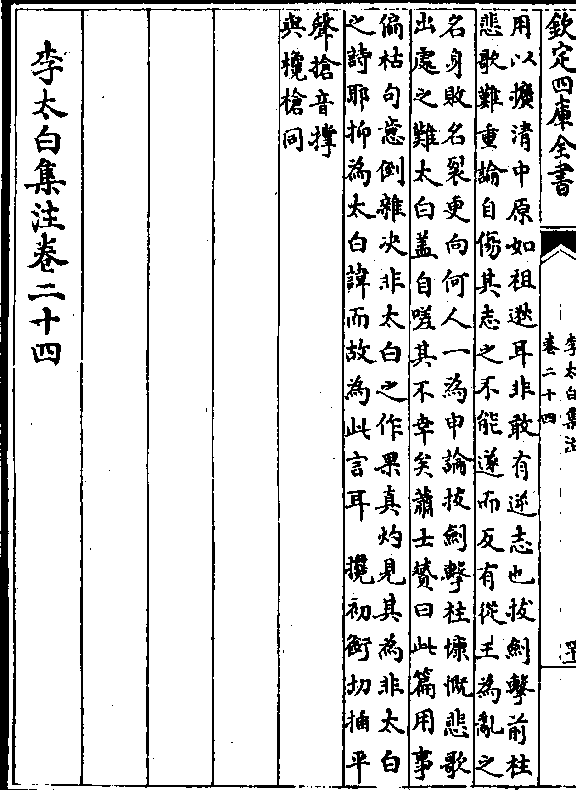 欽定四庫全書
李太白集注
卷二十四
用以擴清中原如祖逖耳非敢有逆志也拔劍擊前柱
悲歌難重論自傷其志之不能遂而反有從王為亂之
名身敗名裂更向何人一為申論拔劍擊柱慷慨悲歌
出處之難太白盖自嗟其不幸矣蕭士贇曰此篇用事
偏枯句意倒雜决非太白之作果真灼見其為非太白
之詩耶抑為太白諱而故為此言耳　攙初銜切插平
聲搶音撑
與欃槍同
李太白集注卷二十四